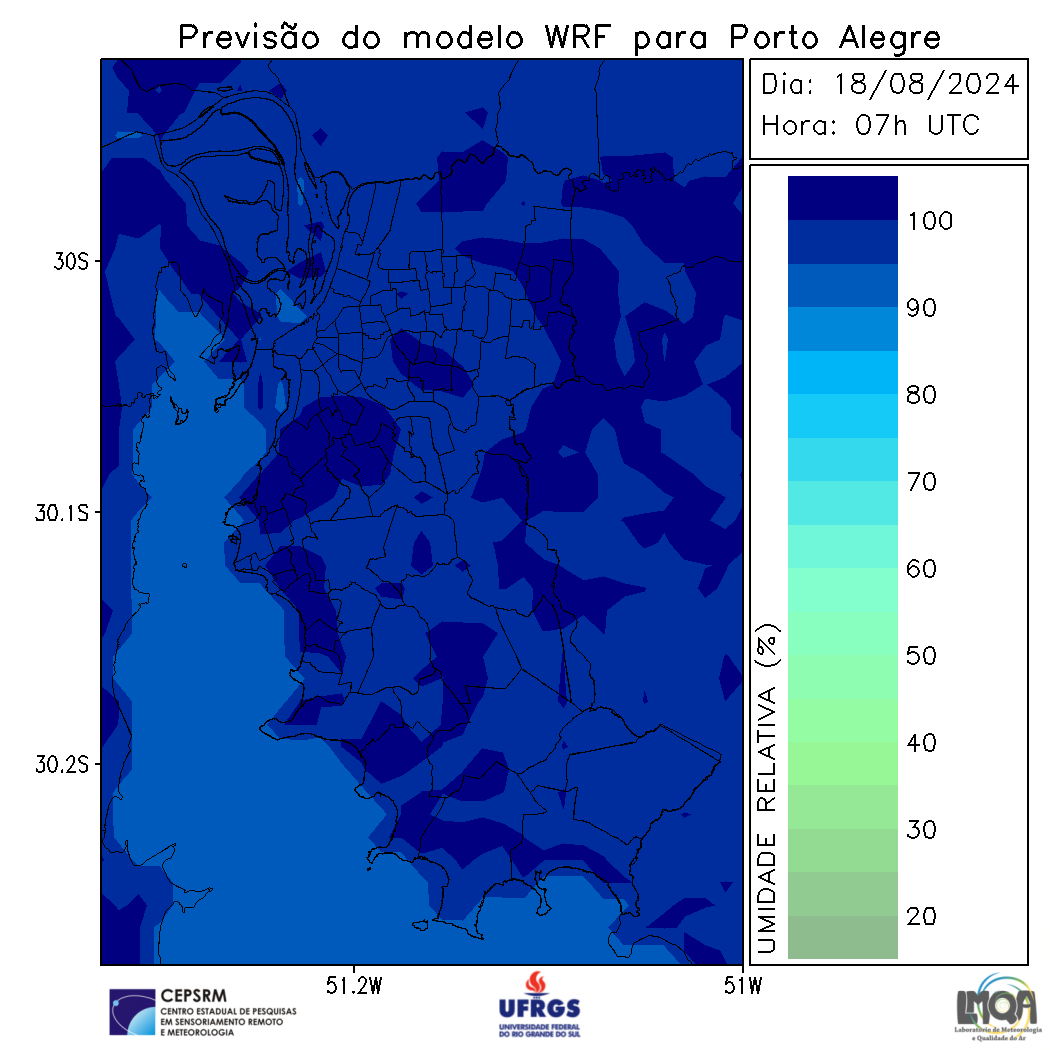 Previsão do modelo WRF para Porto Alegre
Dia: 18/08/2024
Hora: 07h UTC
30S
30.1S
30.2S
51.2W
51W
100
90
80
70
60
50
40
30
20
UMIDADE RELATIVA (%)
CEPSRM
CENTRO ESTADUAL DE PESQUISAS
EM SENSORIAMENTO REMOTO
E METEOROLOGIA
UFRGS
UNIVERSIDADE FEDERAL
DO RIO GRANDE DO SUL
LMQA
Laboratório de Meteorologia
e Qualidade do Ar